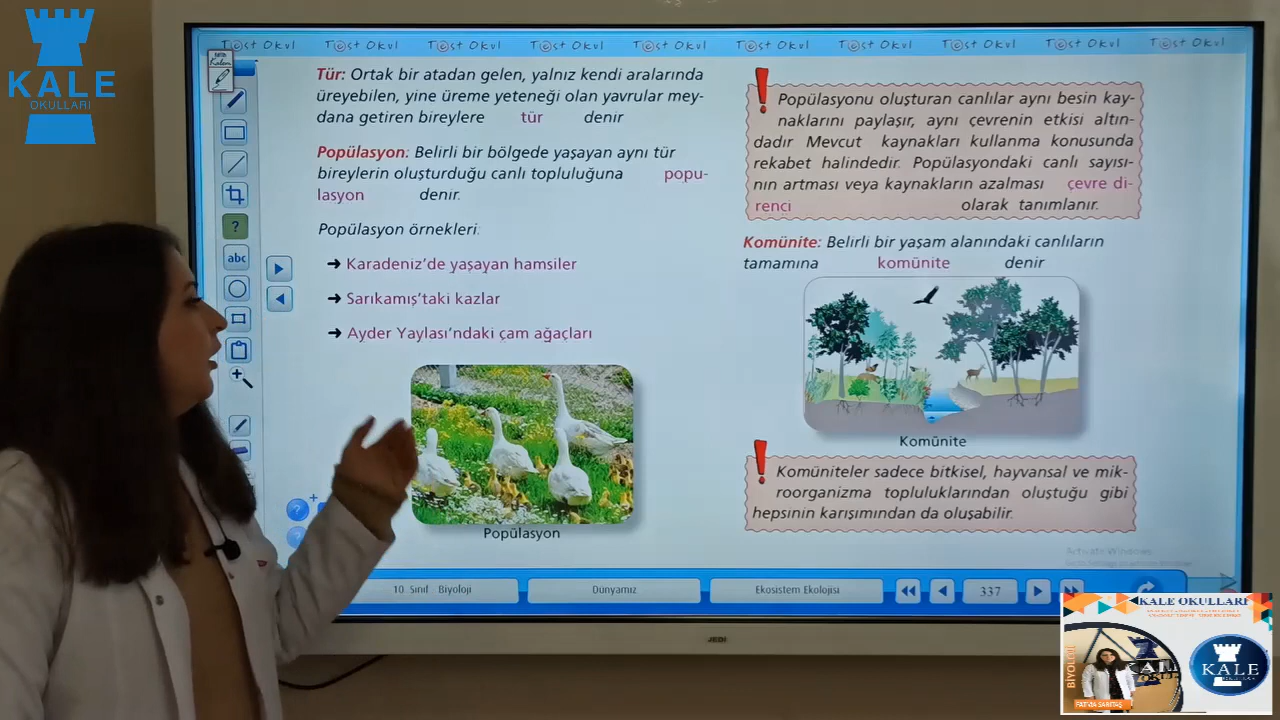 KALE
OKULLARI
Test Okul Test Okul Test Okul Test Okul Test Okul Test Okul Test Okul Test Okul Test Okul Test Okul
Kalem
abc
Tür: Ortak bir atadan gelen, yalnız kendi aralarında
üreyebilen, yine üreme yeteneği olan yavrular mey-
dana getiren bireylere tür denir
Popülasyon: Belirli bir bölgede yaşayan aynı tür
bireylerin oluşturduğu canlı topluluğuna popu-
lasyon denir.
Popülasyon örnekleri:
Karadeniz'de yaşayan hamsiler
Sarıkamış'taki kazlar
Ayder Yaylası'ndaki çam ağaçları
Popülasyon
Popülasyonu oluşturan canlılar aynı besin kay-
naklarını paylaşır, aynı çevrenin etkisi altın-
dadır Mevcut kaynakları kullanma konusunda
rekabet halindedir. Popülasyondaki canlı sayısı-
nın artması veya kaynakların azalması çevre di-
renci olarak tanımlanır.
Komünite: Belirli bir yaşam alanındaki canlıların
tamamına komünite denir
Komünite
Komüniteler sadece bitkisel, hayvansal ve mik-
roorganizma topluluklarından oluştuğu gibi
hepsinin karışımından da oluşabilir.
Activate Windows
10 Sınıf Biyoloji
Dünyamız
Ekosistem Ekolojisi
337
JEDI
KALE OKULLARI
BİYOLOJİ
KALE